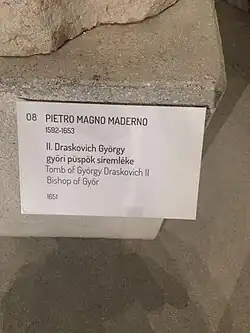 08 PIETRO MAGNO MADERNO
1592-1653
II. Draskovich György
győri püspök síremléke
Tomb of György Draskovich II
Bishop of Győr
1651